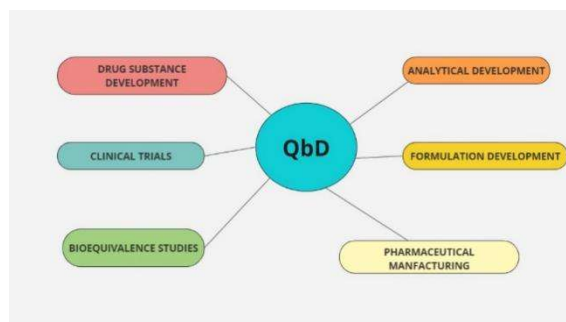 DRUG SUBSTANCE
DEVELOPMENT
ANALYTICAL DEVELOPMENT
QbD
CLINICAL TRIALS
FORMULATION DEVELOPMENT
BIOEQUIVALENCE STUDIES
PHARMACEUTICAL
MANFACTURING